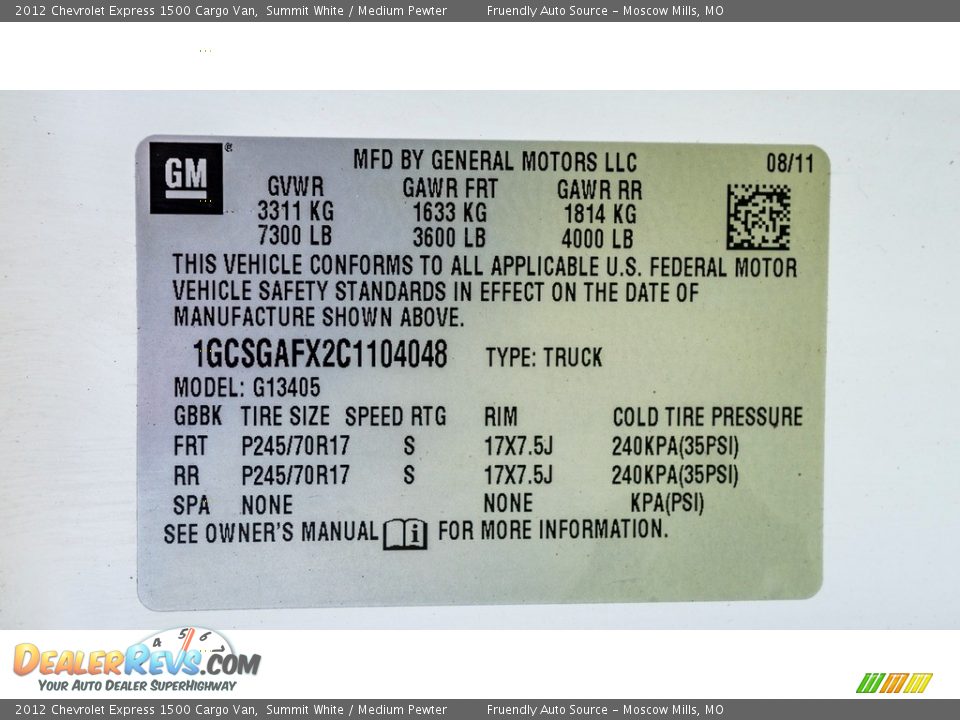 2012 Chevrolet Express 1500 Cargo Van, Summit White / Medium Pewter Fruendly Auto Source - Moscow Mills, MO
GM ®
MFD BY GENERAL MOTORS LLC 08/11
GVWR GAWR FRT GAWR RR
3311 KG 1633 KG 1814 KG
7300 LB 3600 LB 4000 LB
THIS VEHICLE CONFORMS TO ALL APPLICABLE U.S. FEDERAL MOTOR
VEHICLE SAFETY STANDARDS IN EFFECT ON THE DATE OF
MANUFACTURE SHOWN ABOVE.
1GCSGAFX2C1104048 TYPE: TRUCK
MODEL: G13405
GBBK TIRE SIZE SPEED RTG RIM COLD TIRE PRESSURE
FRT P245/70R17 S 17X7.5J 240KPA(35PSI)
RR P245/70R17 S 17X7.5J 240KPA(35PSI)
SPA NONE NONE KPA(PSI)
SEE OWNER'S MANUAL i FOR MORE INFORMATION.
4 5 6 7
DEALERREVS.COM
YOUR AUTO DEALER SUPERHIGHWAY
2012 Chevrolet Express 1500 Cargo Van, Summit White / Medium Pewter Fruendly Auto Source - Moscow Mills, MO